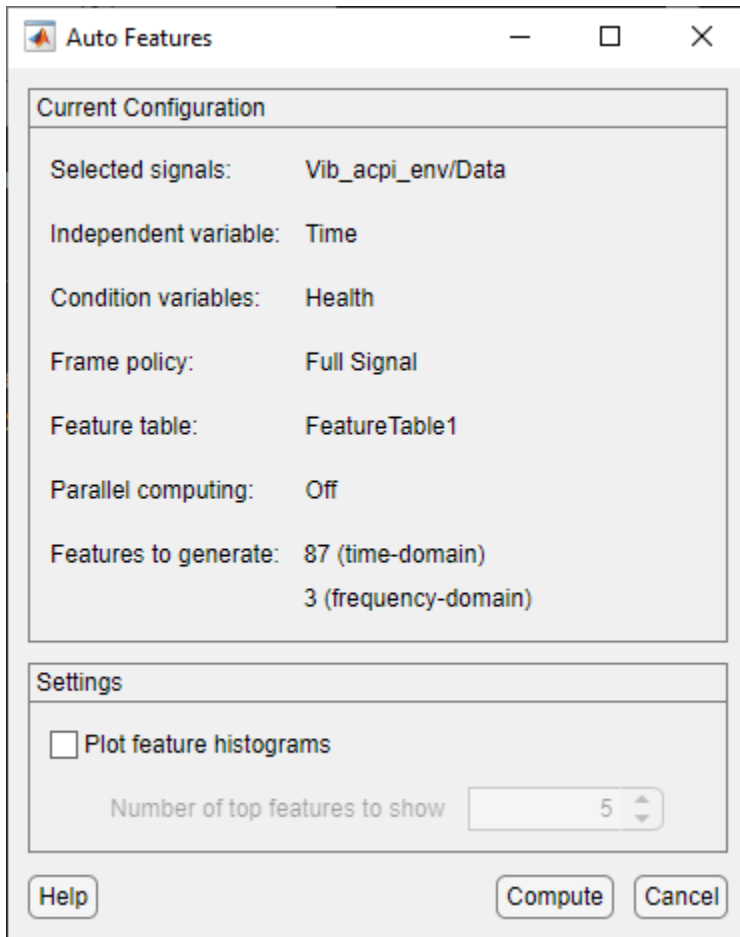 Auto Features
Current Configuration
Selected signals: Vib_acpi_env/Data
Independent variable: Time
Condition variables: Health
Frame policy: Full Signal
Feature table: FeatureTable1
Parallel computing: Off
Features to generate: 87 (time-domain)
3 (frequency-domain)
Settings
Plot feature histograms
Number of top features to show 5
Help Compute Cancel